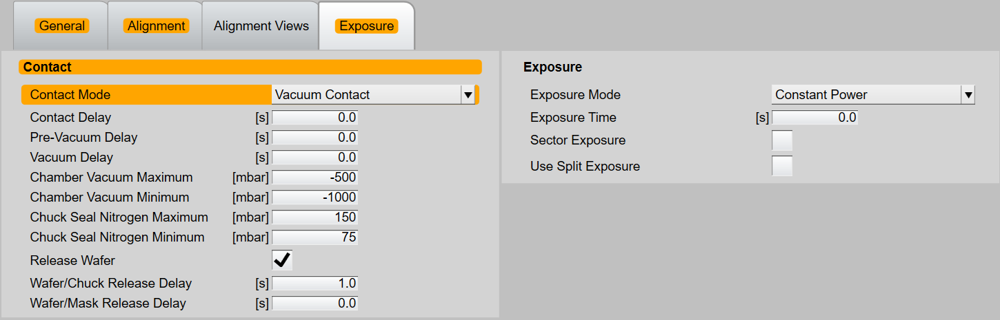 General Alignment Alignment Views Exposure
Contact
Contact Mode Vacuum Contact
Contact Delay [s] 0.0
Pre-Vacuum Delay [s] 0.0
Vacuum Delay [s] 0.0
Chamber Vacuum Maximum [mbar] -500
Chamber Vacuum Minimum [mbar] -1000
Chuck Seal Nitrogen Maximum [mbar] 150
Chuck Seal Nitrogen Minimum [mbar] 75
Release Wafer
Wafer/Chuck Release Delay [s] 1.0
Wafer/Mask Release Delay [s] 0.0
Exposure
Exposure Mode Constant Power
Exposure Time [s] 0.0
Sector Exposure
Use Split Exposure